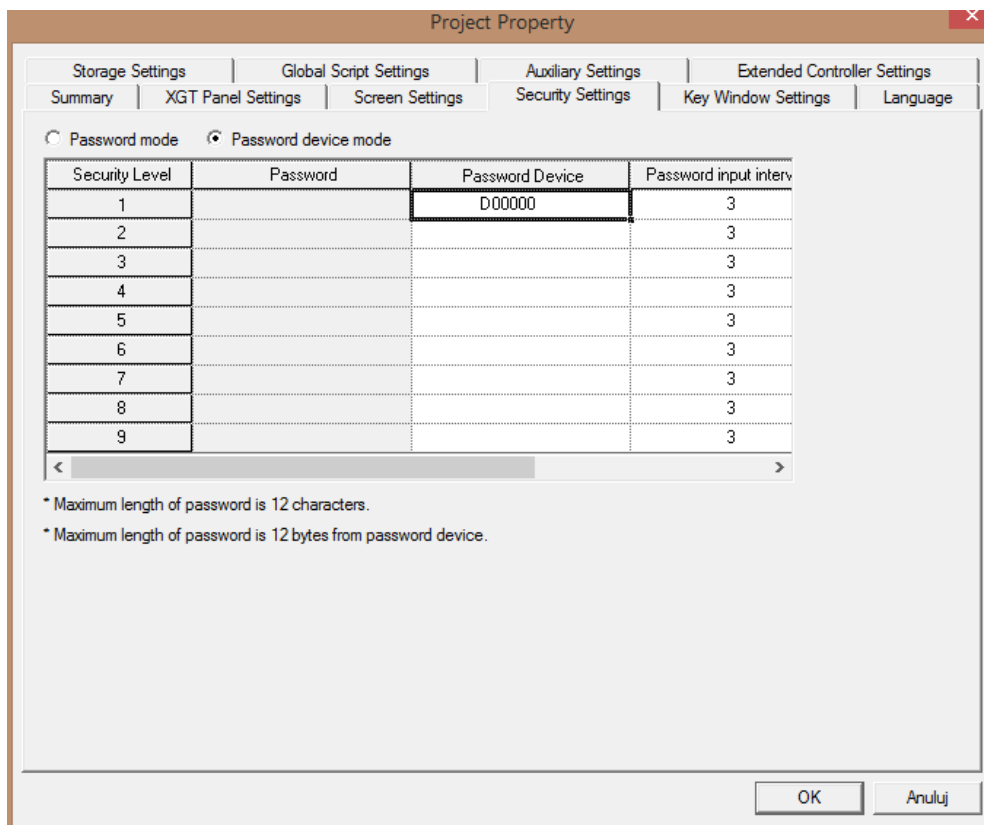 Project Property
Storage Settings Global Script Settings Auxiliary Settings Extended Controller Settings
Summary XGT Panel Settings Screen Settings Security Settings Key Window Settings Language
Password mode Password device mode
Security Level Password Password Device Password input interv
1 D00000 3
2 3
3 3
4 3
5 3
6 3
7 3
8 3
9 3
* Maximum length of password is 12 characters.
* Maximum length of password is 12 bytes from password device.
OK Anuluj